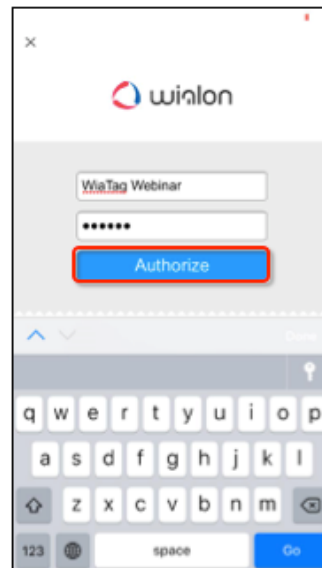 ×
wialon
WiaTag Webinar
••••••
Authorize
Done
q w e r t y u i o p
a s d f g h j k l
z x c v b n m
123 space Go